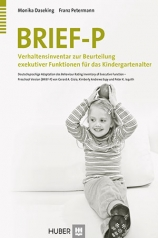 Monika Daseking   Franz Petermann
BRIEF-P
Verhaltensinventar zur Beurteilung
exekutiver Funktionen für das Kindergartenalter
Deutschsprachige Adaptation des Behavior Rating Inventory of Executive Function –
Preschool Version (BRIEF-P) von Gerard A. Gioia, Kimberly Andrews Espy und Peter K. Isquith
HUBER